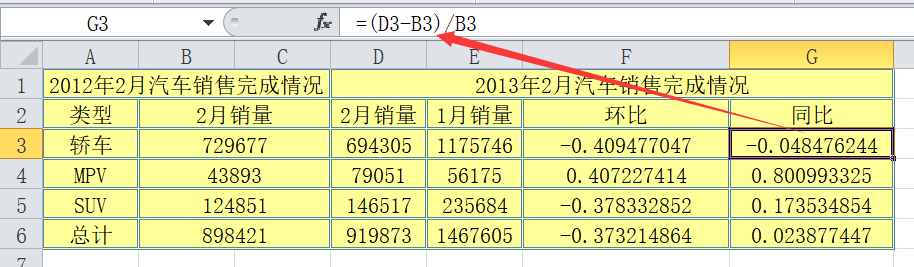 G3 fx =(D3-B3)/B3
A B C D E F G
1 2012年2月汽车销售完成情况 2013年2月汽车销售完成情况
2 类型 2月销量 2月销量 1月销量 环比 同比
3 轿车 729677 694305 1175746 -0.409477047 -0.048476244
4 MPV 43893 79051 56175 0.407227414 0.800993325
5 SUV 124851 146517 235684 -0.378332852 0.173534854
6 总计 898421 919873 1467605 -0.373214864 0.023877447
7